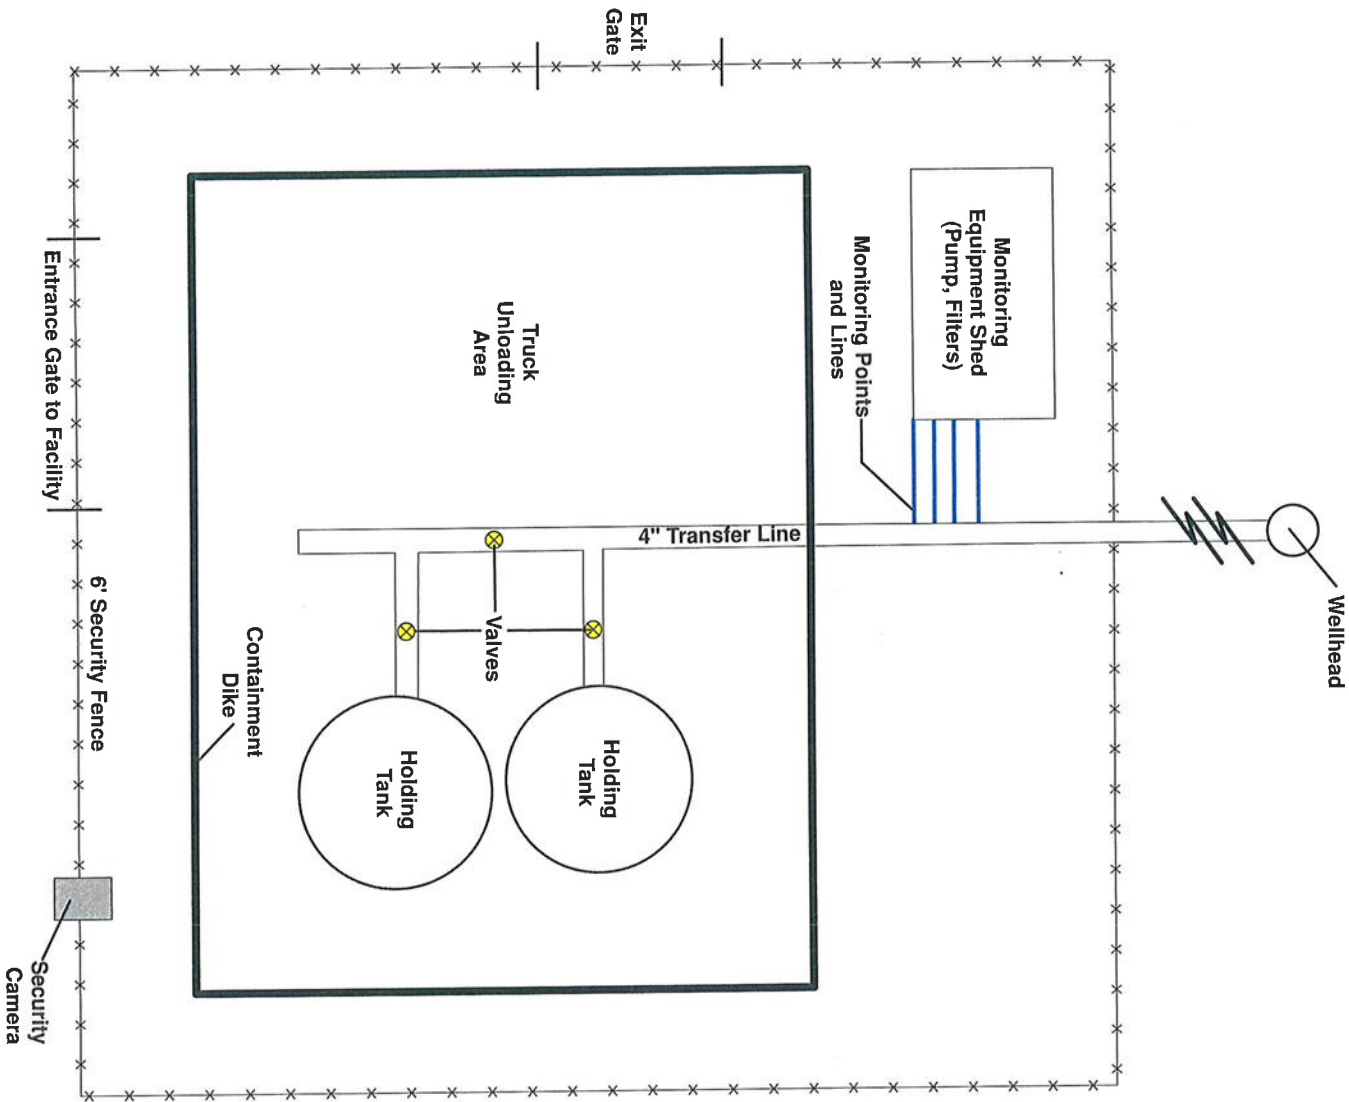 Exit
Gate
Wellhead
Monitoring
Equipment Shed
(Pump, Filters)
Monitoring Points
and Lines
4" Transfer Line
Truck
Unloading
Area
Valves
Holding
Tank
Holding
Tank
Containment
Dike
Entrance Gate to Facility
6' Security Fence
Security
Camera